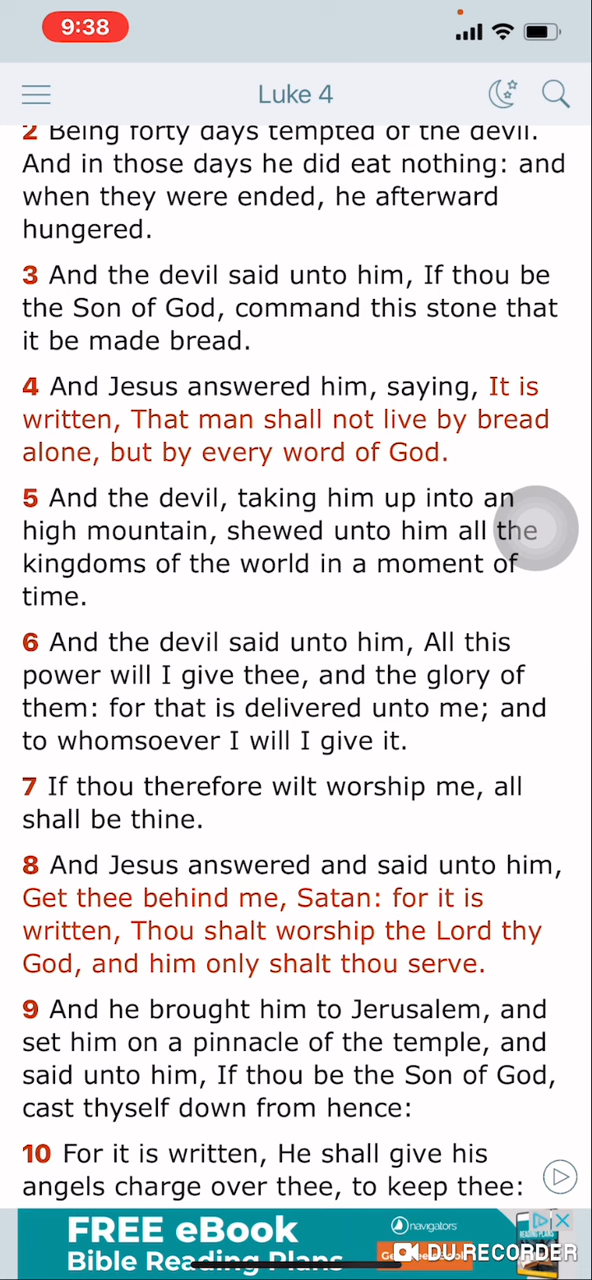 9:38
Luke 4
2 Being forty days tempted of the devil.
And in those days he did eat nothing: and
when they were ended, he afterward
hungered.
3 And the devil said unto him, If thou be
the Son of God, command this stone that
it be made bread.
4 And Jesus answered him, saying, It is
written, That man shall not live by bread
alone, but by every word of God.
5 And the devil, taking him up into an
high mountain, shewed unto him all the
kingdoms of the world in a moment of
time.
6 And the devil said unto him, All this
power will I give thee, and the glory of
them: for that is delivered unto me; and
to whomsoever I will I give it.
7 If thou therefore wilt worship me, all
shall be thine.
8 And Jesus answered and said unto him,
Get thee behind me, Satan: for it is
written, Thou shalt worship the Lord thy
God, and him only shalt thou serve.
9 And he brought him to Jerusalem, and
set him on a pinnacle of the temple, and
said unto him, If thou be the Son of God,
cast thyself down from hence:
10 For it is written, He shall give his
angels charge over thee, to keep thee:
FREE eBook
Bible Reading Plans
navigators
DU RECORDER